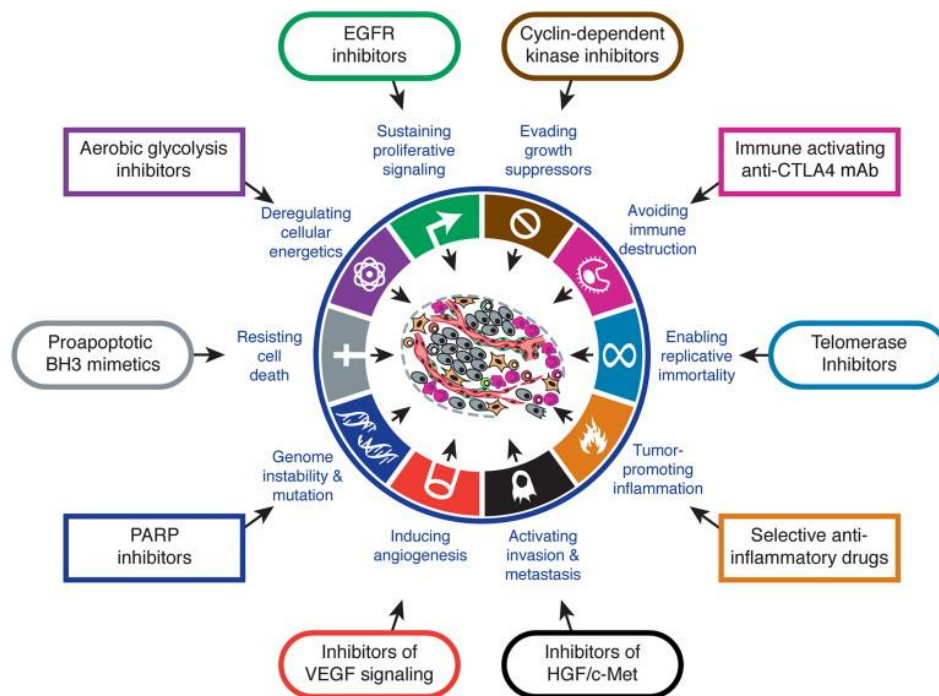 EGFR
inhibitors
Cyclin-dependent
kinase inhibitors
Sustaining
proliferative
signaling
Evading
growth
suppressors
Aerobic glycolysis
inhibitors
Immune activating
anti-CTLA4 mAb
Deregulating
cellular
energetics
Avoiding
immune
destruction
Proapoptotic
BH3 mimetics
Resisting
cell
death
Enabling
replicative
immortality
Telomerase
Inhibitors
Genome
instability &
mutation
Tumor-
promoting
inflammation
PARP
inhibitors
Inducing
angiogenesis
Activating
invasion &
metastasis
Selective anti-
inflammatory drugs
Inhibitors of
VEGF signaling
Inhibitors of
HGF/c-Met